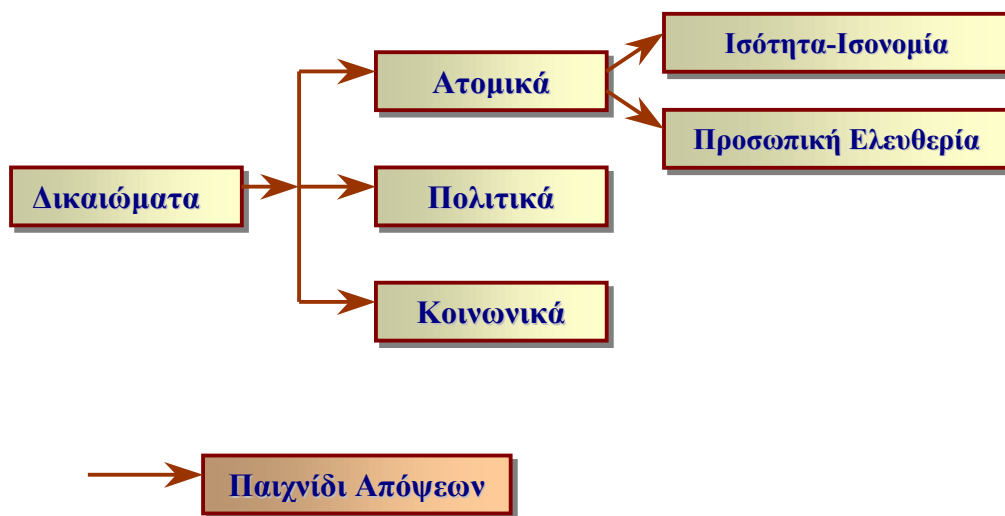 Ισότητα-Ισονομία
Ατομικά
Προσωπική Ελευθερία
Δικαιώματα
Πολιτικά
Κοινωνικά
Παιχνίδι Απόψεων